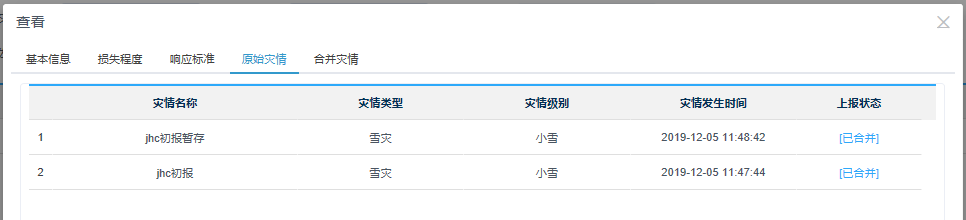 查看
基本信息 损失程度 响应标准 原始灾情 合并灾情
灾情名称 灾情类型 灾情级别 灾情发生时间 上报状态
1 jhc初报暂存 雪灾 小雪 2019-12-05 11:48:42 [已合并]
2 jhc初报 雪灾 小雪 2019-12-05 11:47:44 [已合并]